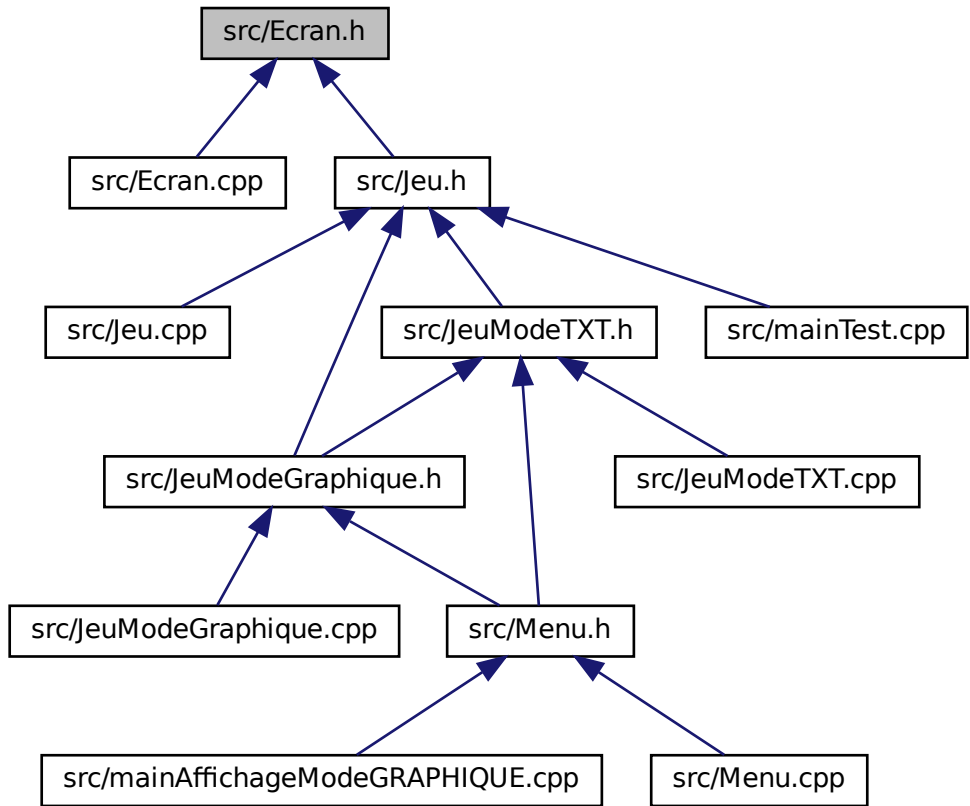 src/Ecran.h
src/Ecran.cpp
src/Jeu.h
src/Jeu.cpp
src/JeuModeTXT.h
src/mainTest.cpp
src/JeuModeGraphique.h
src/JeuModeTXT.cpp
src/JeuModeGraphique.cpp
src/Menu.h
src/mainAffichageModeGRAPHIQUE.cpp
src/Menu.cpp